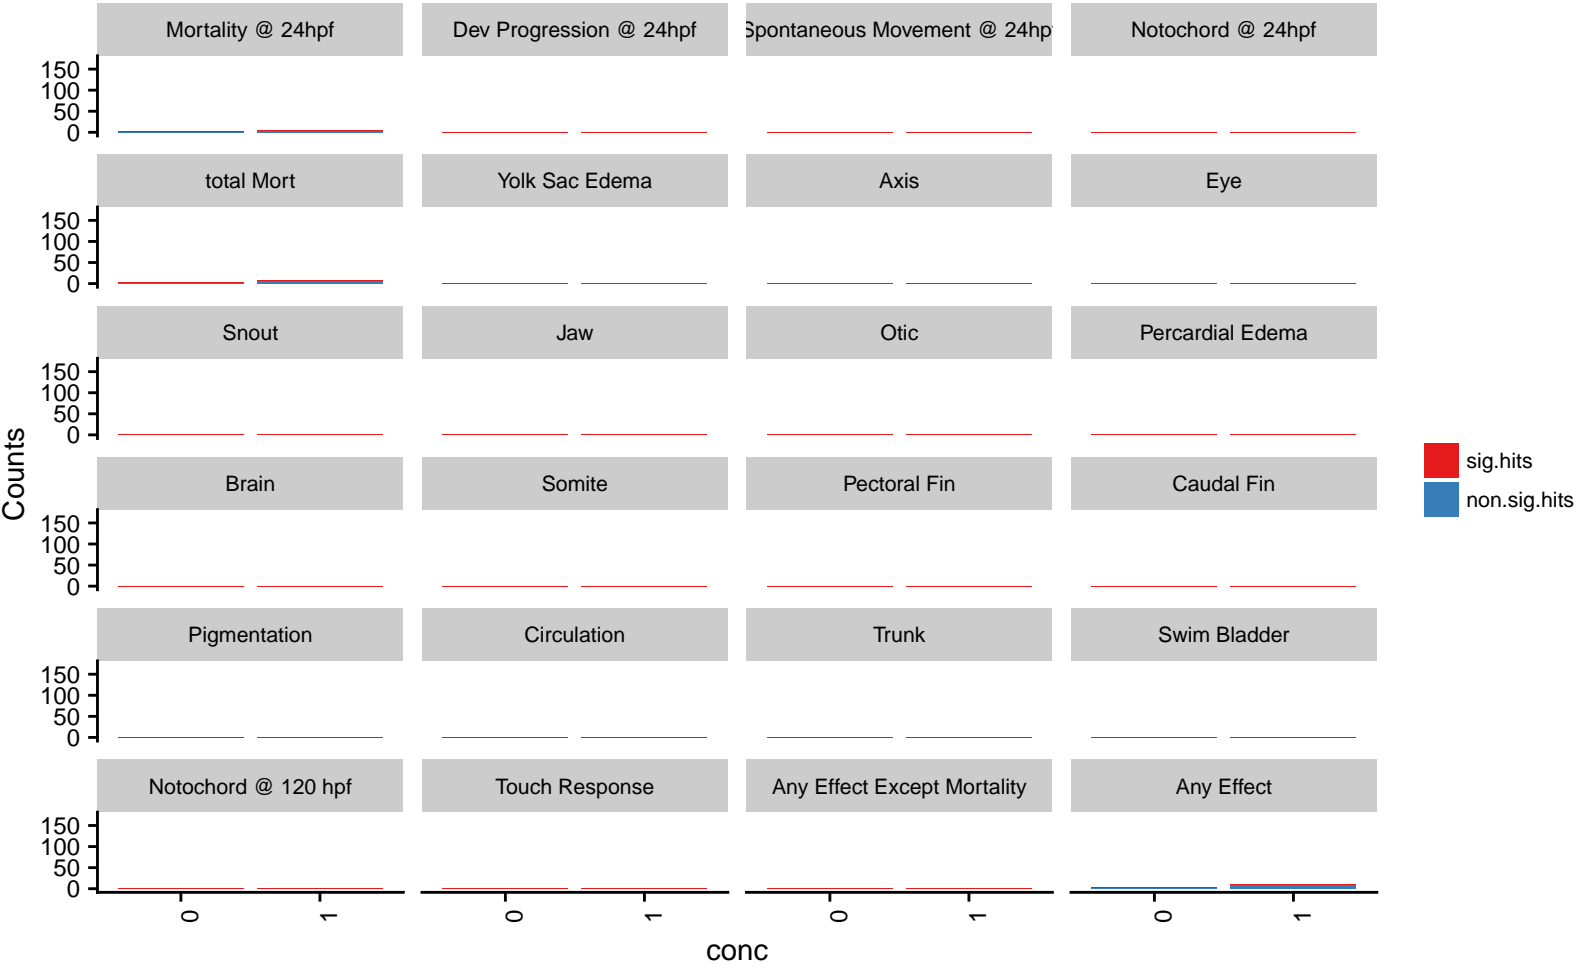 Mortality @ 24hpf
Dev Progression @ 24hpf
Spontaneous Movement @ 24hpf
Notochord @ 24hpf
150
100
50
0
total Mort
Yolk Sac Edema
Axis
Eye
150
100
50
0
Snout
Jaw
Otic
Percardial Edema
150
100
50
0
Brain
Somite
Pectoral Fin
Caudal Fin
150
100
50
0
Pigmentation
Circulation
Trunk
Swim Bladder
150
100
50
0
Notochord @ 120 hpf
Touch Response
Any Effect Except Mortality
Any Effect
150
100
50
0
0
1
0
1
0
1
0
1
conc
Counts
sig.hits
non.sig.hits